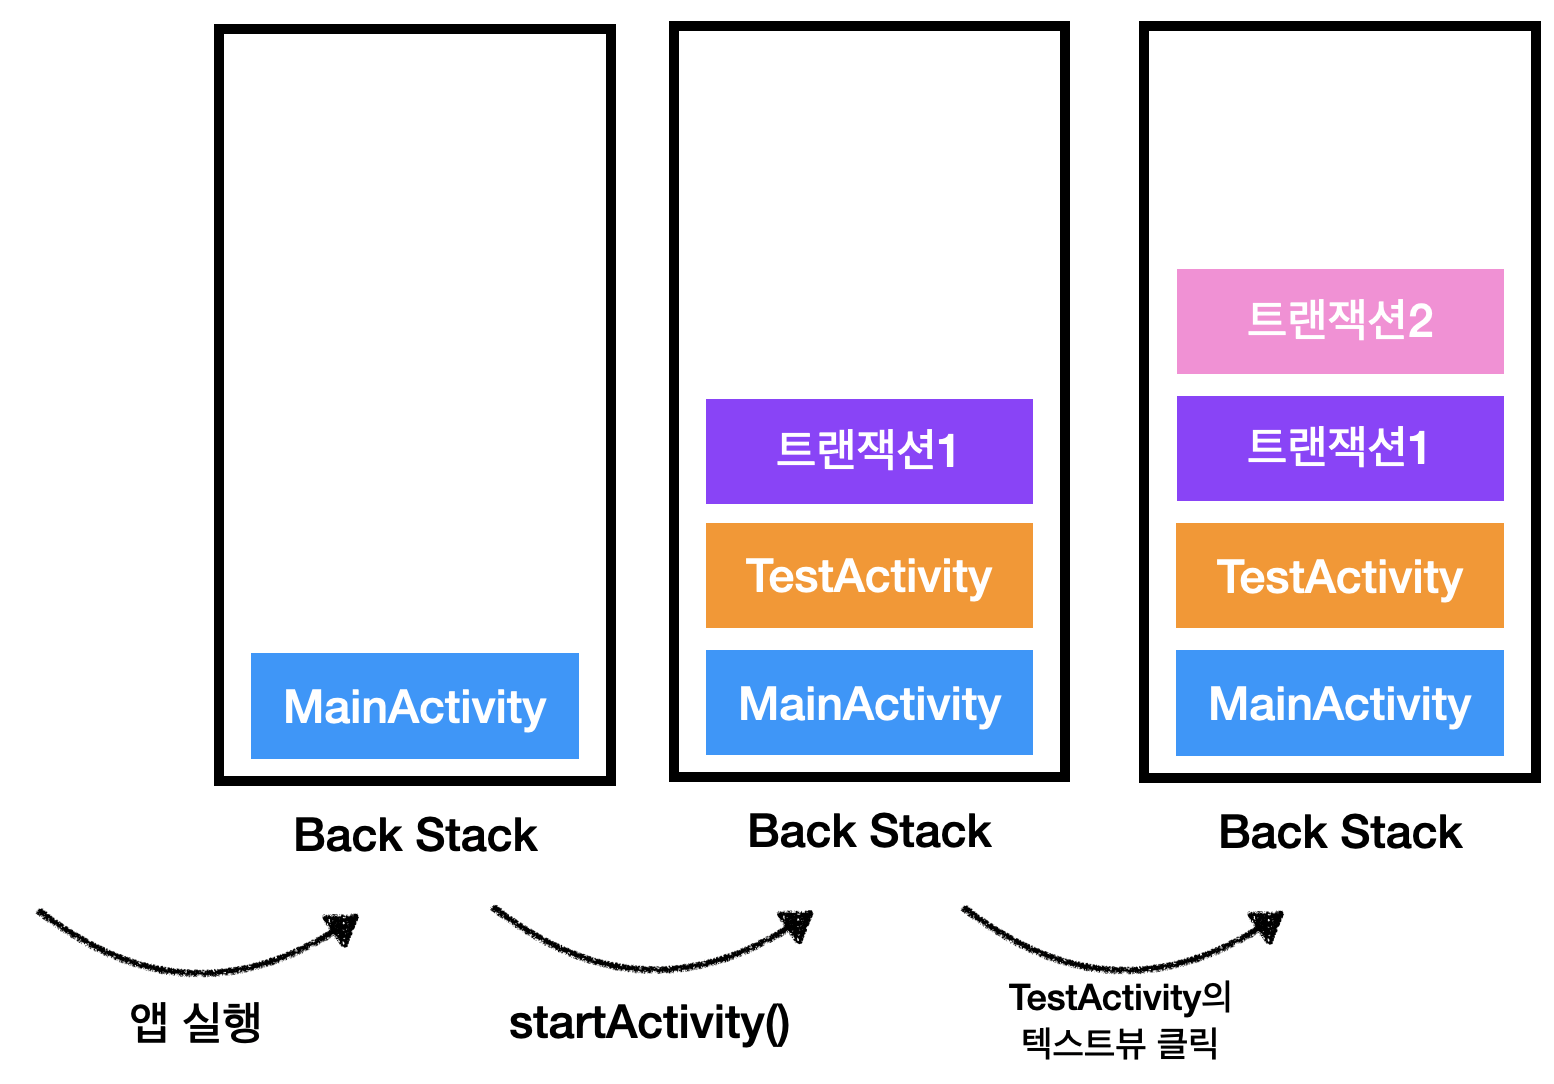 MainActivity
Back Stack
앱 실행
트랜잭션1
TestActivity
MainActivity
Back Stack
startActivity()
트랜잭션2
트랜잭션1
TestActivity
MainActivity
Back Stack
TestActivity의
텍스트뷰 클릭